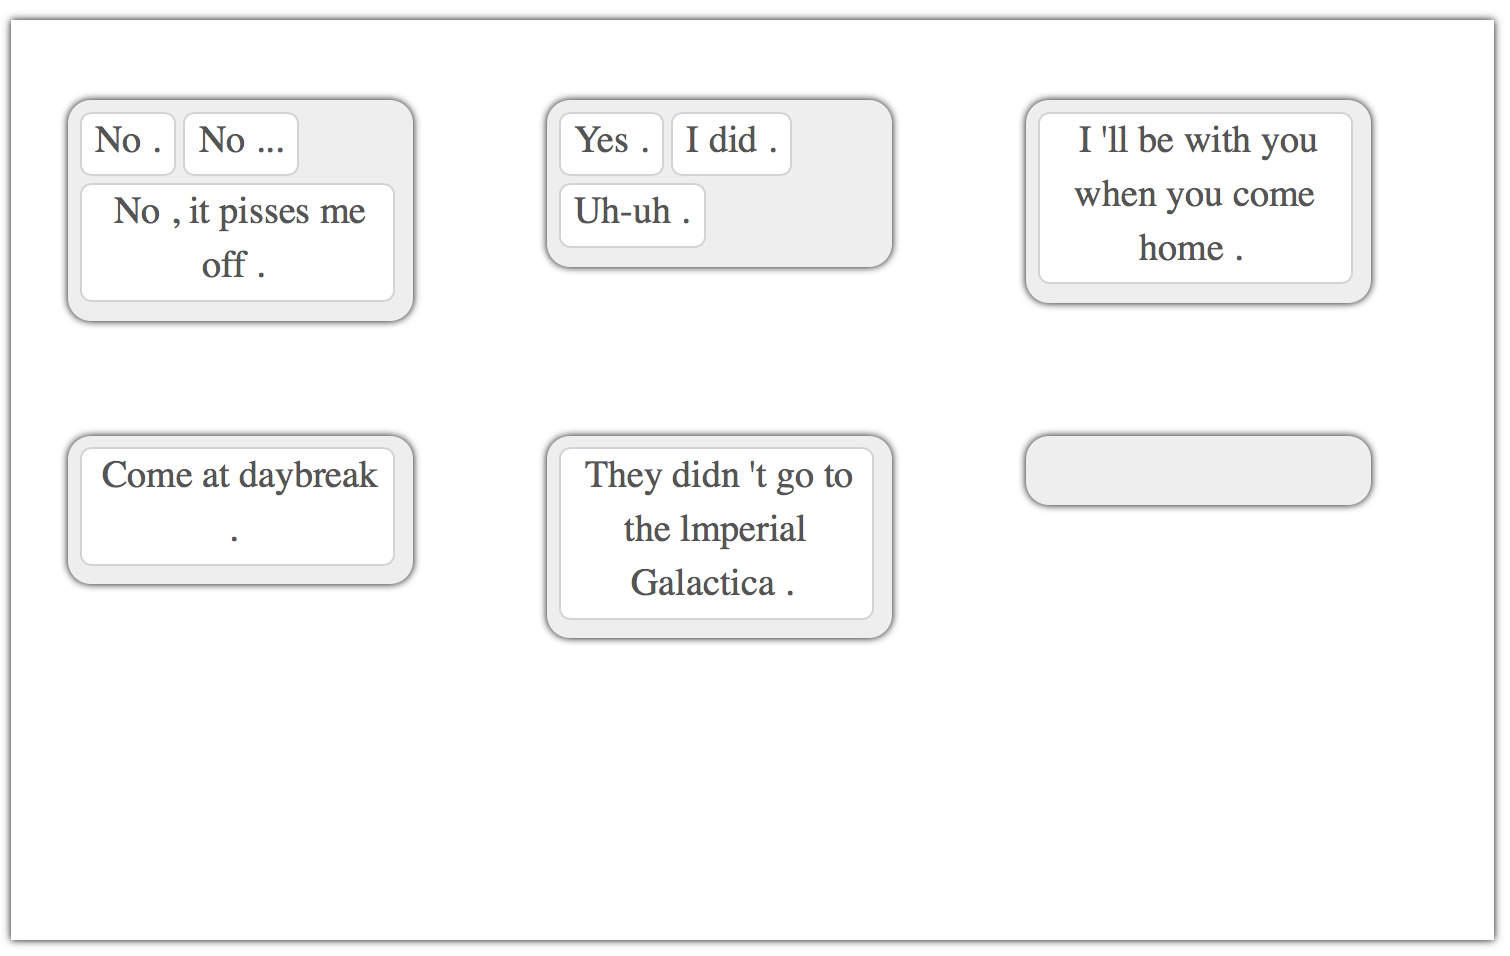 No .
No ...
No , it pisses me
off .
Yes .
I did .
Uh-uh .
I 'll be with you
when you come
home .
Come at daybreak
.
They didn 't go to
the lmperial
Galactica .